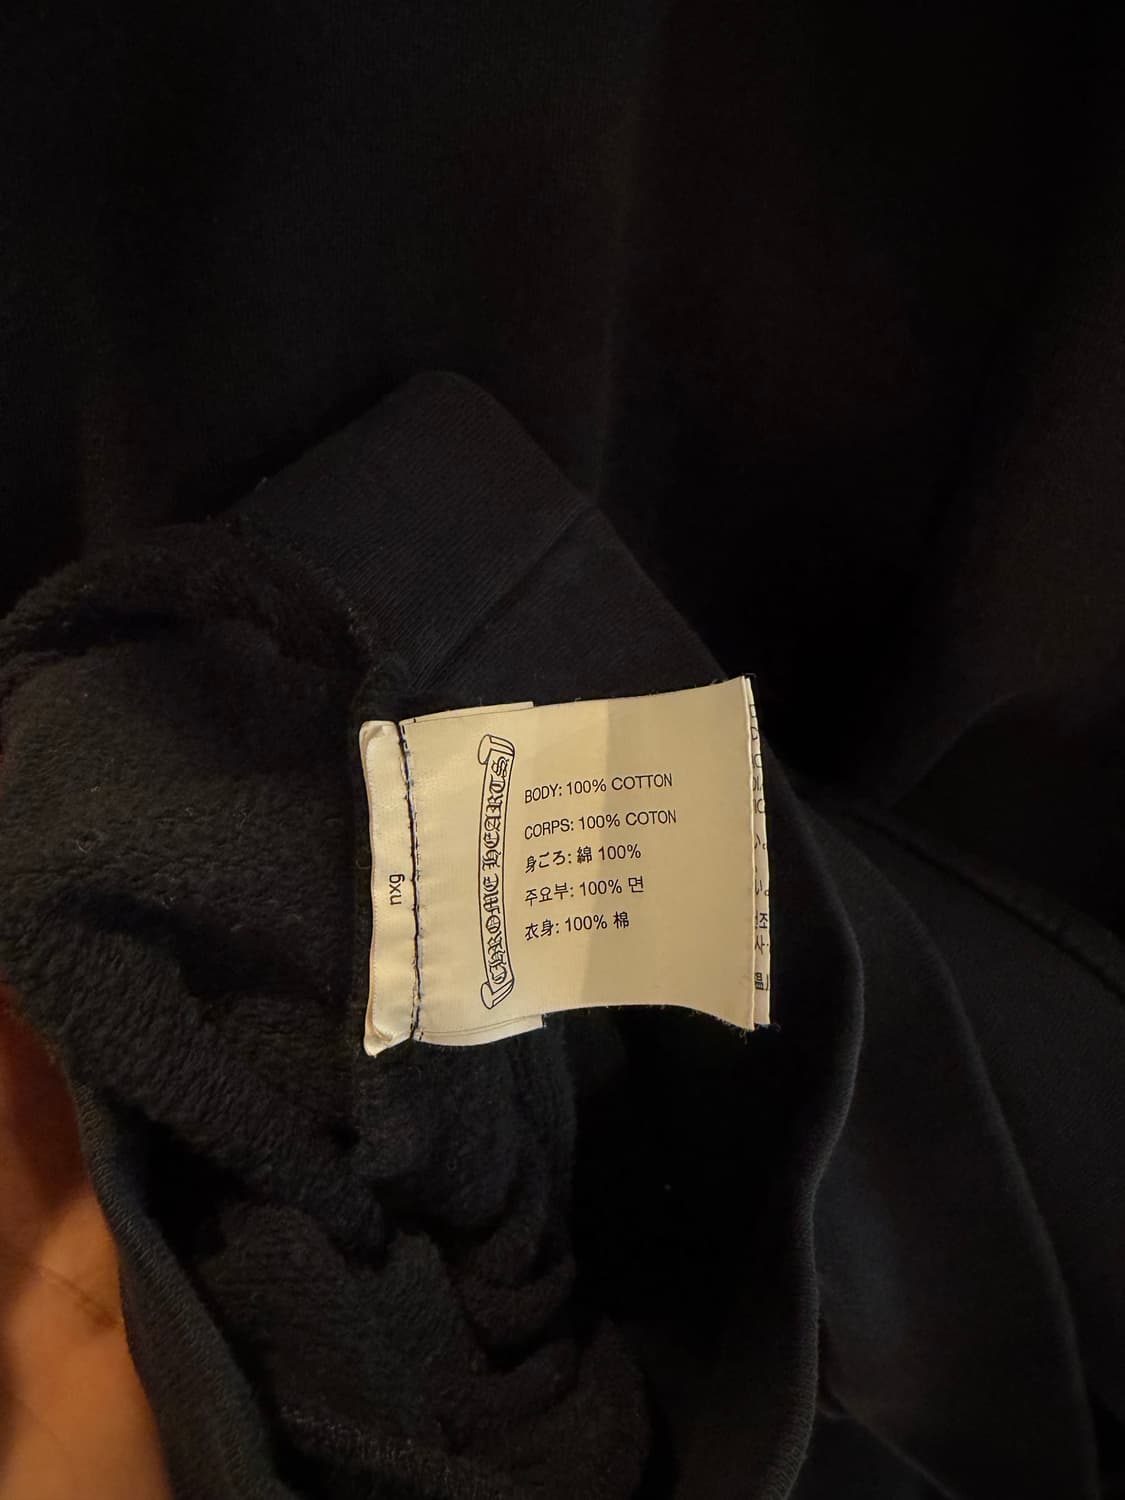 CHROME HEARTS
BODY: 100% COTTON
CORPS: 100% COTON
身ごろ: 綿 100%
주요부: 100% 면
衣身: 100% 棉
nxg